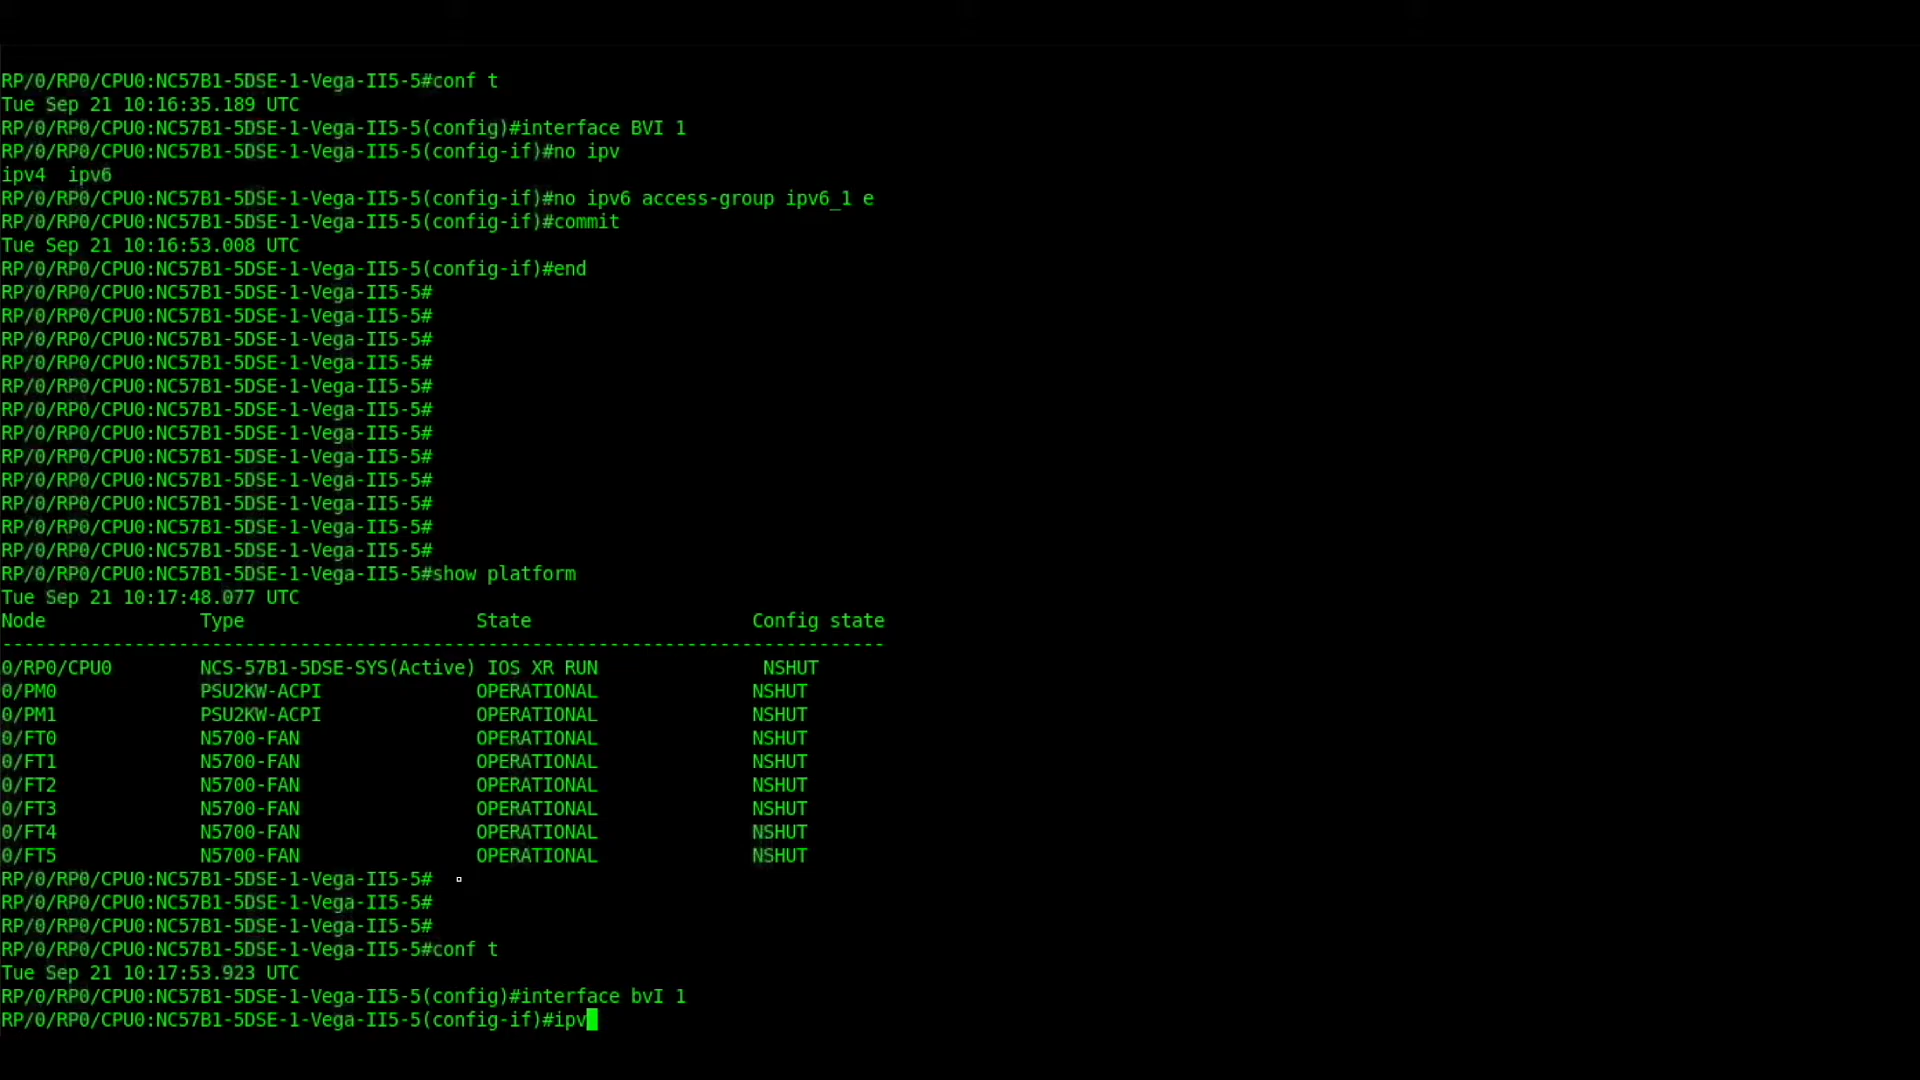 RP/0/RP0/CPU0:NC57B1-5DSE-1-Vega-II5-5#conf t
Tue Sep 21 10:16:35.189 UTC
RP/0/RP0/CPU0:NC57B1-5DSE-1-Vega-II5-5(config)#interface BVI 1
RP/0/RP0/CPU0:NC57B1-5DSE-1-Vega-II5-5(config-if)#no ipv
ipv4  ipv6
RP/0/RP0/CPU0:NC57B1-5DSE-1-Vega-II5-5(config-if)#no ipv6 access-group ipv6_1 e
RP/0/RP0/CPU0:NC57B1-5DSE-1-Vega-II5-5(config-if)#commit
Tue Sep 21 10:16:53.008 UTC
RP/0/RP0/CPU0:NC57B1-5DSE-1-Vega-II5-5(config-if)#end
RP/0/RP0/CPU0:NC57B1-5DSE-1-Vega-II5-5#
RP/0/RP0/CPU0:NC57B1-5DSE-1-Vega-II5-5#
RP/0/RP0/CPU0:NC57B1-5DSE-1-Vega-II5-5#
RP/0/RP0/CPU0:NC57B1-5DSE-1-Vega-II5-5#
RP/0/RP0/CPU0:NC57B1-5DSE-1-Vega-II5-5#
RP/0/RP0/CPU0:NC57B1-5DSE-1-Vega-II5-5#
RP/0/RP0/CPU0:NC57B1-5DSE-1-Vega-II5-5#
RP/0/RP0/CPU0:NC57B1-5DSE-1-Vega-II5-5#
RP/0/RP0/CPU0:NC57B1-5DSE-1-Vega-II5-5#
RP/0/RP0/CPU0:NC57B1-5DSE-1-Vega-II5-5#
RP/0/RP0/CPU0:NC57B1-5DSE-1-Vega-II5-5#
RP/0/RP0/CPU0:NC57B1-5DSE-1-Vega-II5-5#
RP/0/RP0/CPU0:NC57B1-5DSE-1-Vega-II5-5#show platform
Tue Sep 21 10:17:48.077 UTC
Node              Type                     State                    Config state
--------------------------------------------------------------------------------
0/RP0/CPU0        NCS-57B1-5DSE-SYS(Active) IOS XR RUN               NSHUT
0/PM0             PSU2KW-ACPI              OPERATIONAL              NSHUT
0/PM1             PSU2KW-ACPI              OPERATIONAL              NSHUT
0/FT0             N5700-FAN                OPERATIONAL              NSHUT
0/FT1             N5700-FAN                OPERATIONAL              NSHUT
0/FT2             N5700-FAN                OPERATIONAL              NSHUT
0/FT3             N5700-FAN                OPERATIONAL              NSHUT
0/FT4             N5700-FAN                OPERATIONAL              NSHUT
0/FT5             N5700-FAN                OPERATIONAL              NSHUT
RP/0/RP0/CPU0:NC57B1-5DSE-1-Vega-II5-5#
RP/0/RP0/CPU0:NC57B1-5DSE-1-Vega-II5-5#
RP/0/RP0/CPU0:NC57B1-5DSE-1-Vega-II5-5#
RP/0/RP0/CPU0:NC57B1-5DSE-1-Vega-II5-5#conf t
Tue Sep 21 10:17:53.923 UTC
RP/0/RP0/CPU0:NC57B1-5DSE-1-Vega-II5-5(config)#interface bvI 1
RP/0/RP0/CPU0:NC57B1-5DSE-1-Vega-II5-5(config-if)#ipv